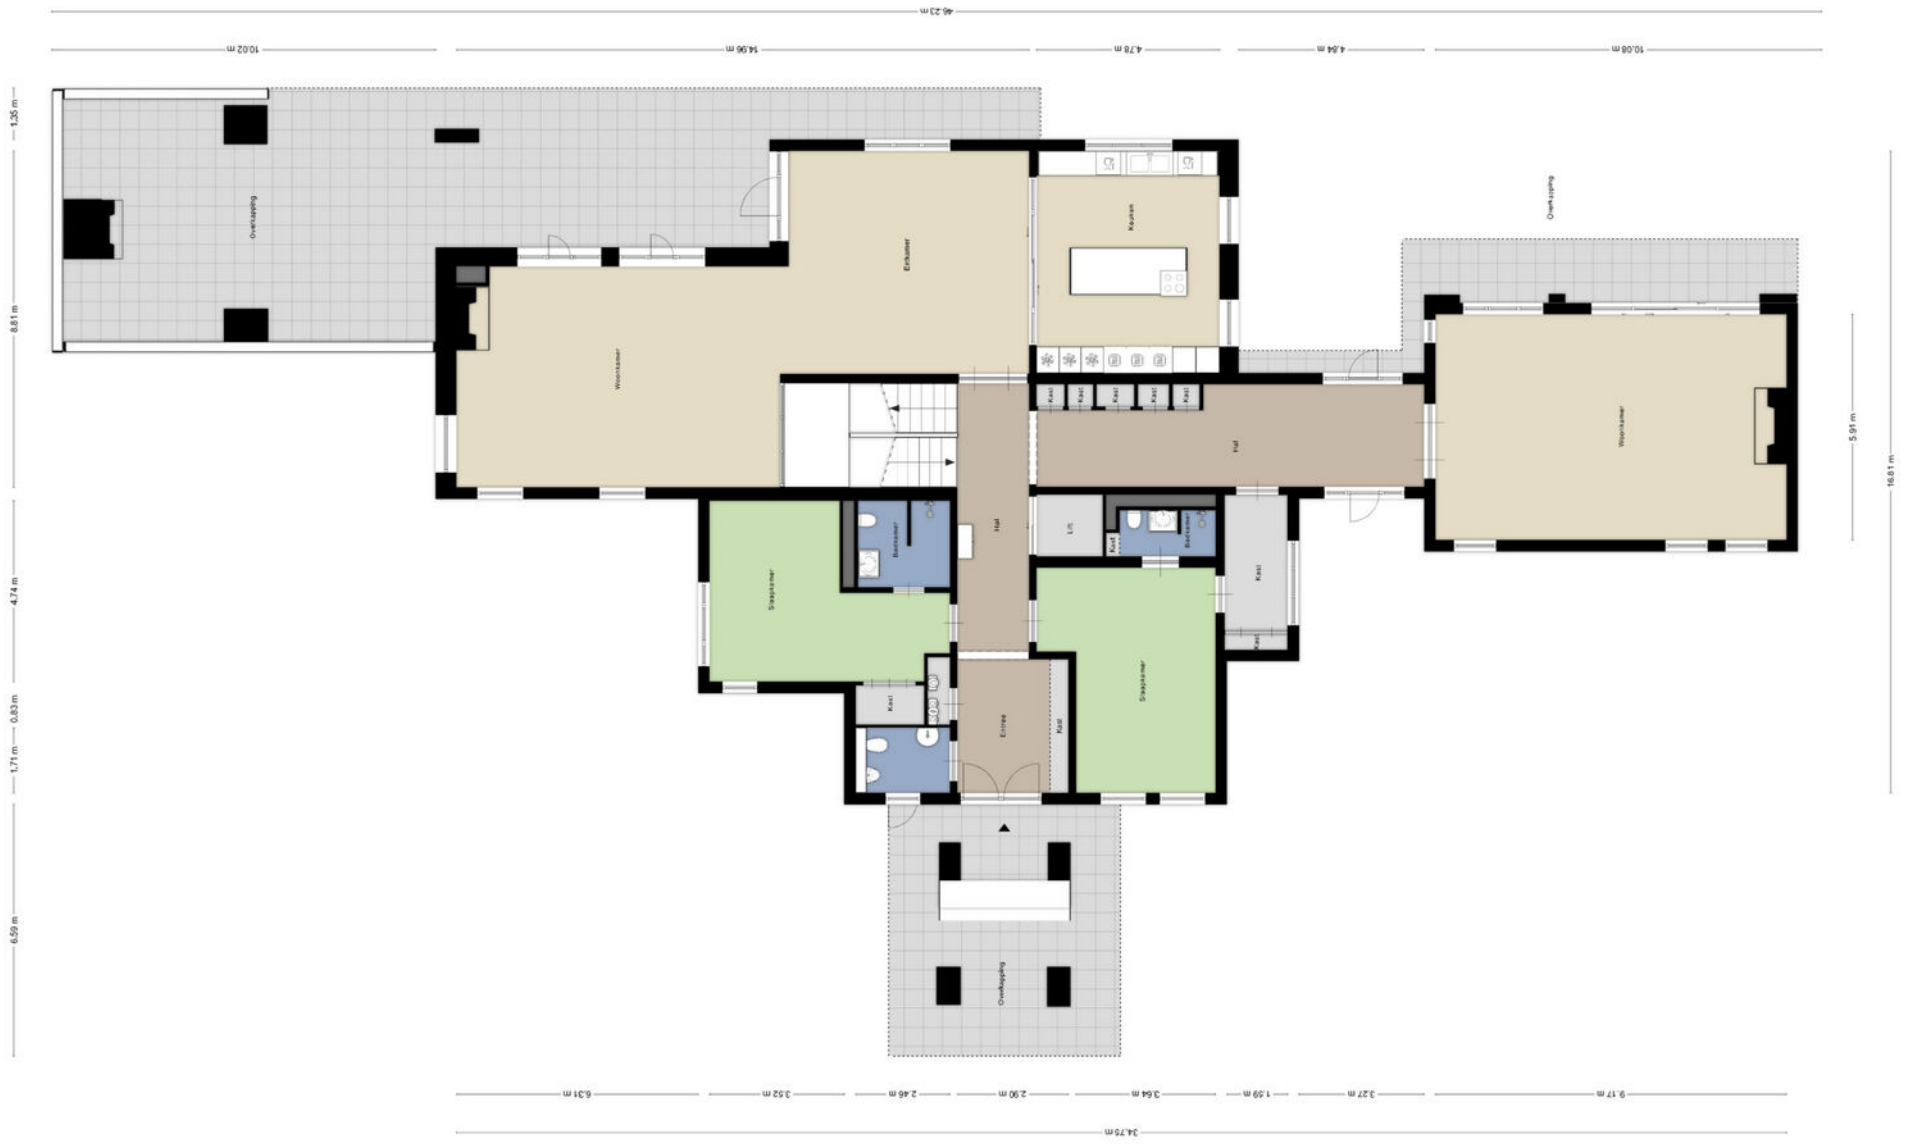 46.23 m
10.02 m
14.96 m
4.78 m
4.84 m
10.08 m
1.35 m
8.81 m
4.74 m
0.83 m
1.71 m
6.59 m
Overkapping
Overkapping
Eetkamer
Keuken
Woonkamer
Woonkamer
Kast
Kast
Kast
Kast
Kast
Hal
Hal
Lift
Kast
Badkamer
Badkamer
Slaapkamer
Kast
Kast
Slaapkamer
Kast
Entree
Kast
Overkapping
5.91 m
16.81 m
6.31 m
3.52 m
2.46 m
2.90 m
3.64 m
1.59 m
3.27 m
9.17 m
34.75 m